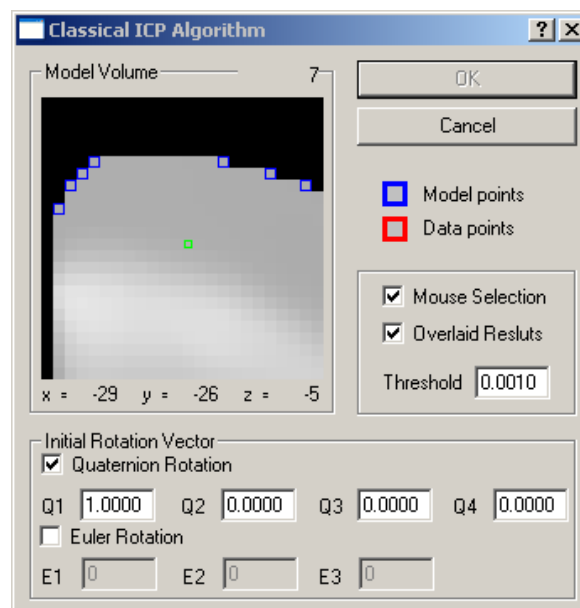 Classical ICP Algorithm
Model Volume 7
OK
Cancel
Model points
Data points
Mouse Selection
Overlaid Resluts
Threshold 0.0010
x = -29 y = -26 z = -5
Initial Rotation Vector
Quaternion Rotation
Q1 1.0000 Q2 0.0000 Q3 0.0000 Q4 0.0000
Euler Rotation
E1 0 E2 0 E3 0